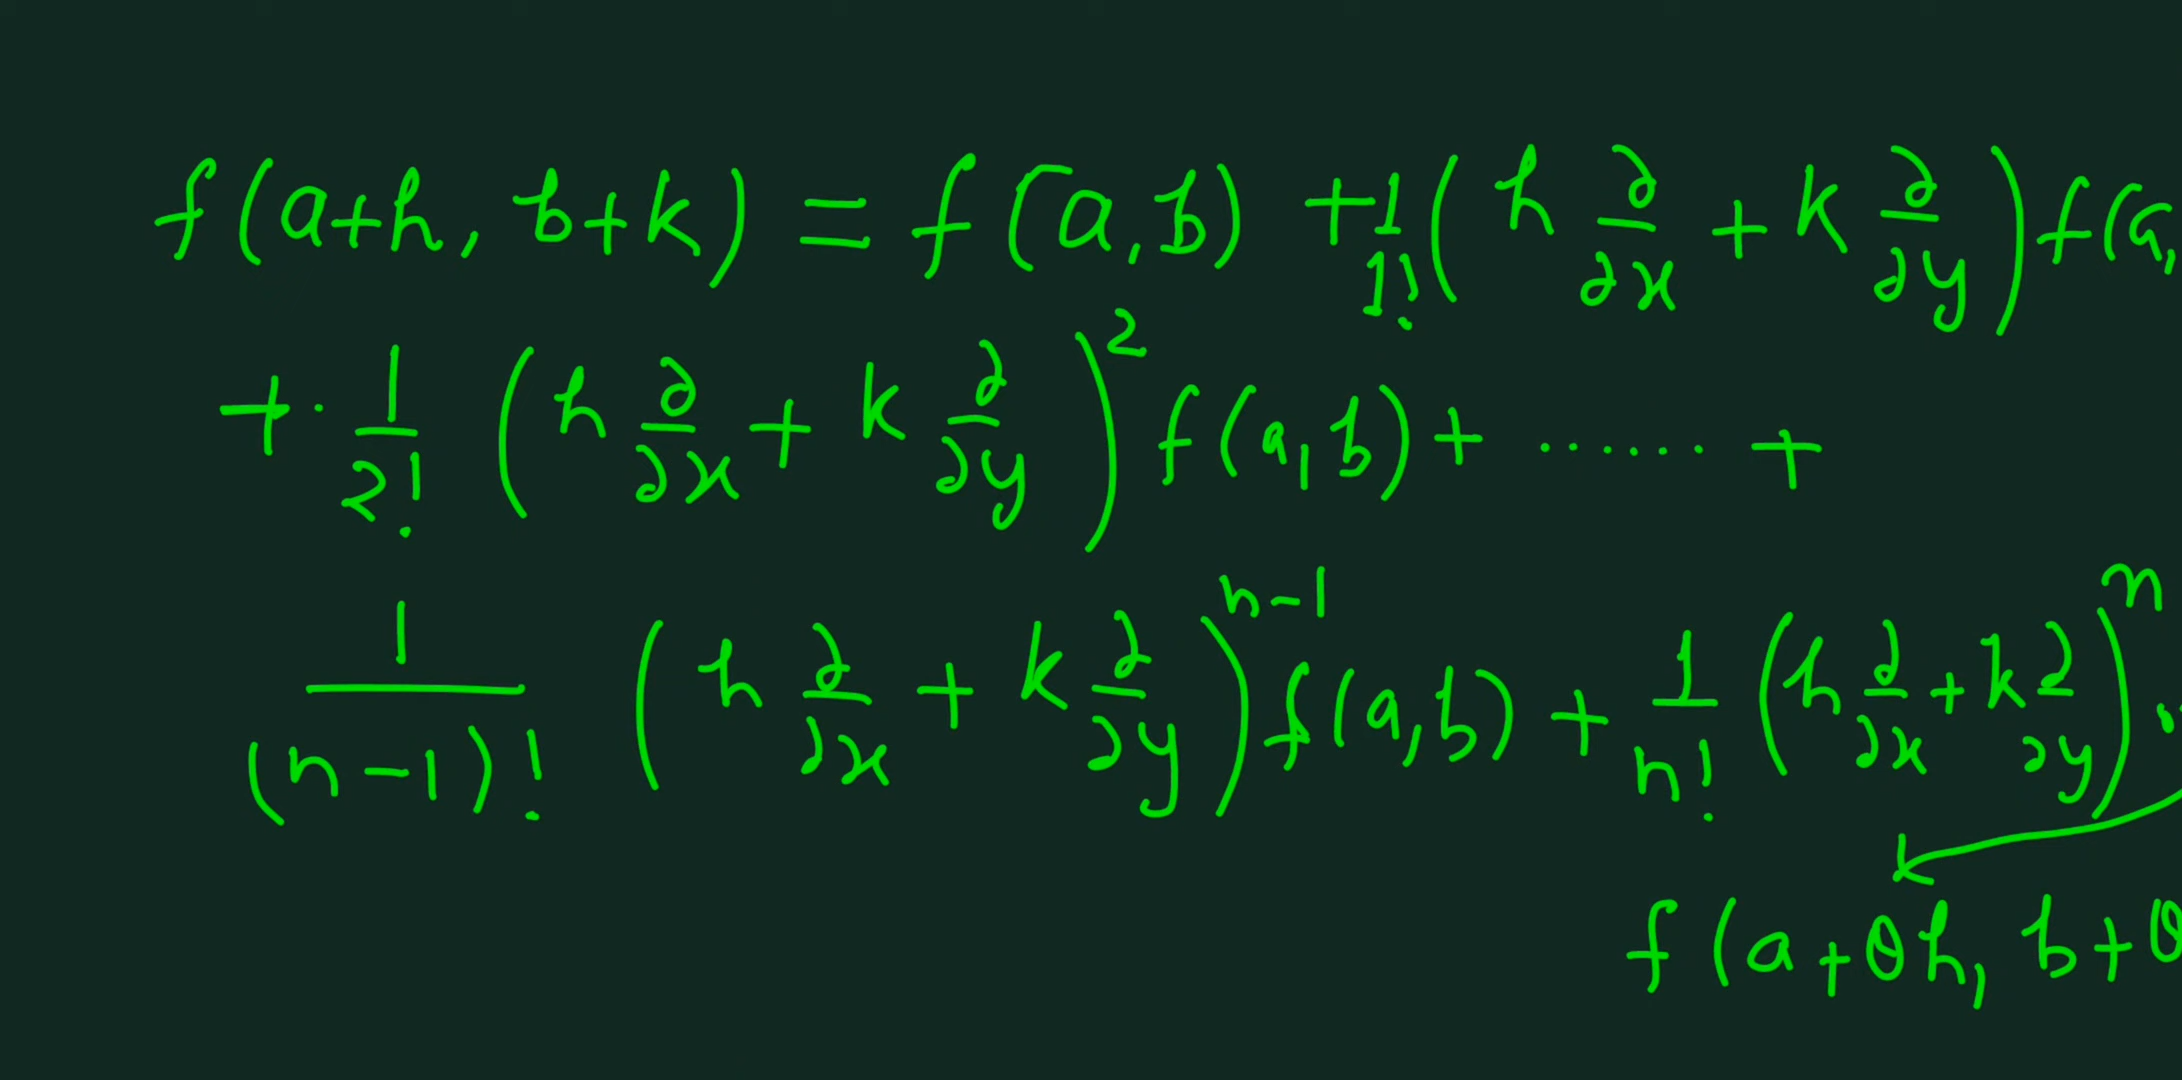 f(a+h, b+k) = f(a,b) + 1/1! (h ∂/∂x + k ∂/∂y) f(a,
+ · 1/2! (h ∂/∂x + k ∂/∂y)² f(a,b) + ....... +
1/(n-1)! (h ∂/∂x + k ∂/∂y)ⁿ⁻¹ f(a,b) + 1/n! (h ∂/∂x + k ∂/∂y)ⁿ
f(a+θh, b+θ